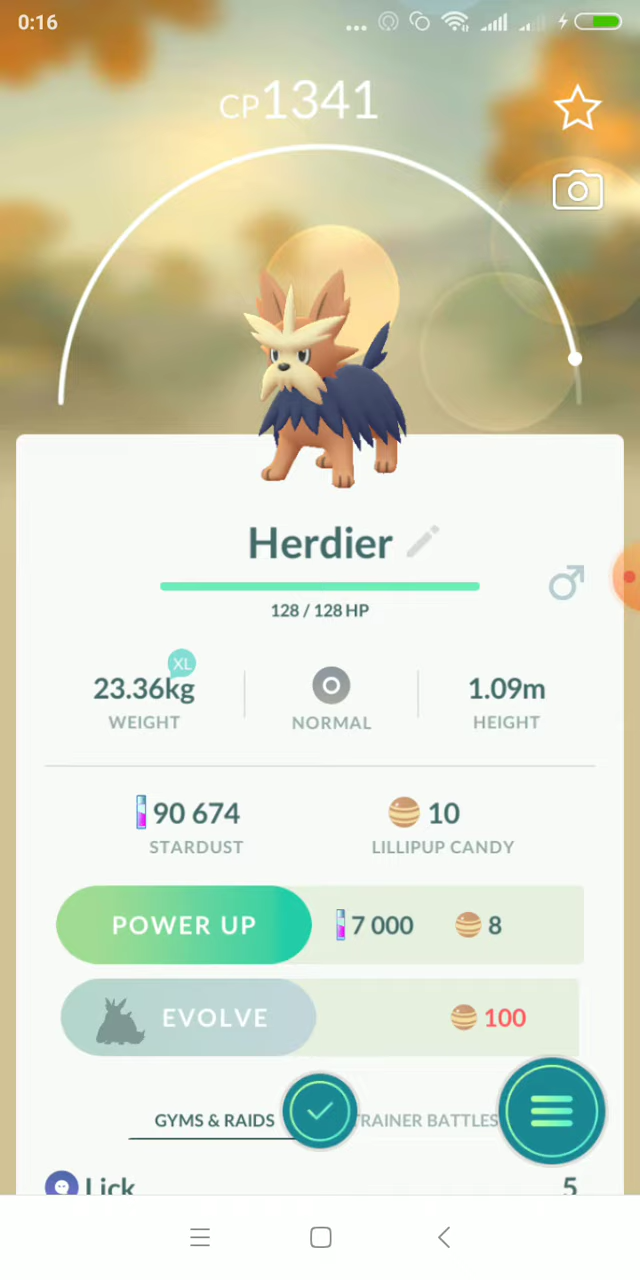 0:16
CP1341
Herdier
128 / 128 HP
XL
23.36kg
WEIGHT
NORMAL
1.09m
HEIGHT
90 674
STARDUST
10
LILLIPUP CANDY
POWER UP
7 000
8
EVOLVE
100
GYMS & RAIDS
TRAINER BATTLES
Lick
5